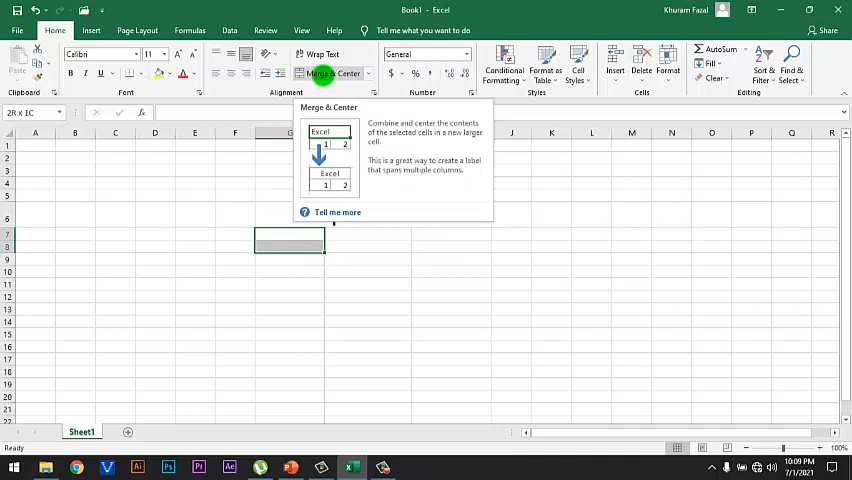 Book1 - Excel
Khuram Fazal
File Home Insert Page Layout Formulas Data Review View Help Tell me what you want to do Share
Calibri 11 A A Wrap Text General AutoSum
Paste B I U A Merge & Center $ % , Conditional Formatting Format as Table Cell Styles Insert Delete Format Fill Clear Sort & Filter Find & Select
Clipboard Font Alignment Number Styles Cells Editing
2R x 1C fx
Merge & Center
Combine and center the contents
of the selected cells in a new larger
cell.
This is a great way to create a label
that spans multiple columns.
Excel
1 2
Excel
1 2
Tell me more
A B C D E F G J K L M N O P Q R
1
2
3
4
5
6
7
8
9
10
11
12
13
14
15
16
17
18
19
20
21
22
Sheet1
Ready 100%
Ai Ps Pr Ae
10:09 PM
7/1/2021